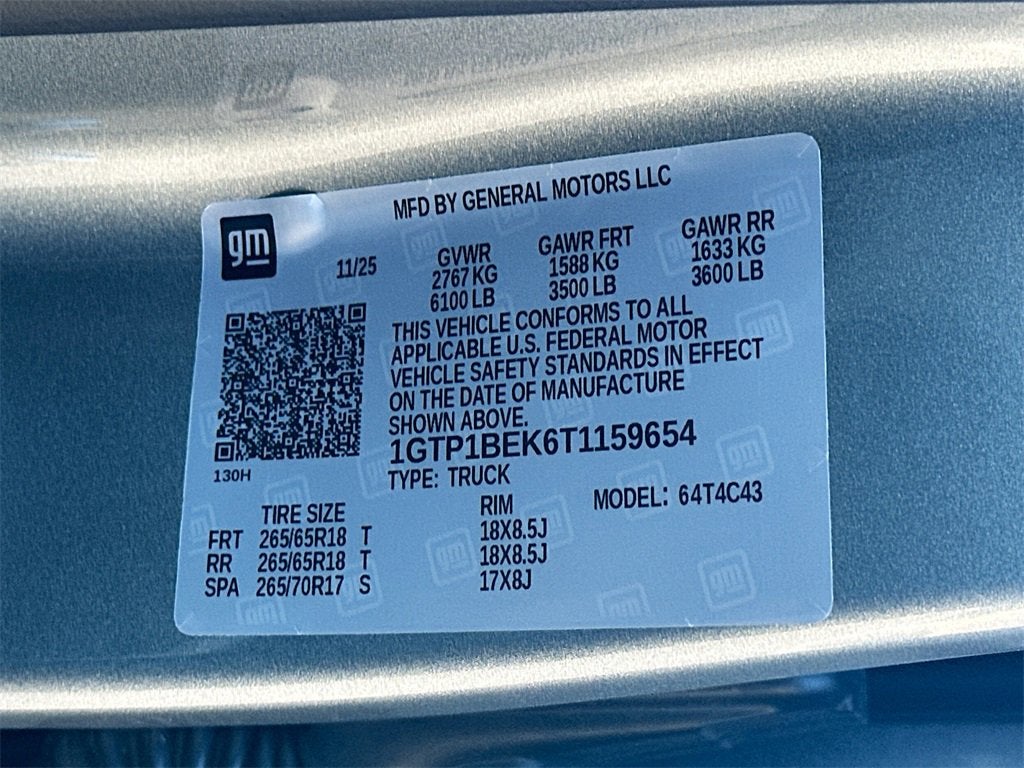 MFD BY GENERAL MOTORS LLC
gm
11/25
GVWR GAWR FRT GAWR RR
2767 KG 1588 KG 1633 KG
6100 LB 3500 LB 3600 LB
THIS VEHICLE CONFORMS TO ALL
APPLICABLE U.S. FEDERAL MOTOR
VEHICLE SAFETY STANDARDS IN EFFECT
ON THE DATE OF MANUFACTURE
SHOWN ABOVE.
1GTP1BEK6T1159654
130H
TYPE: TRUCK
MODEL: 64T4C43
TIRE SIZE RIM
FRT 265/65R18 T 18X8.5J
RR 265/65R18 T 18X8.5J
SPA 265/70R17 S 17X8J